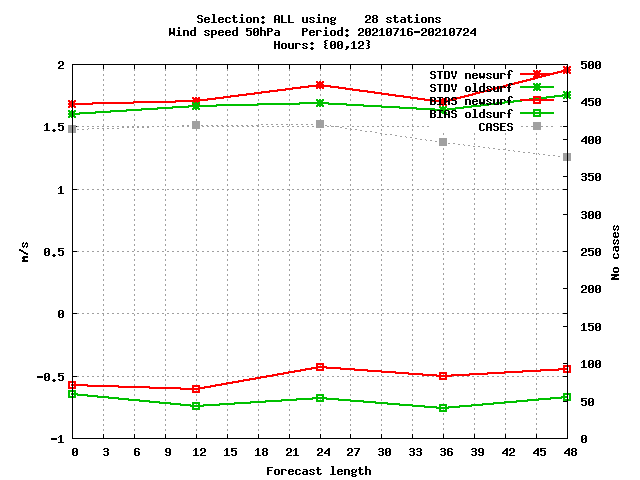 Selection: ALL using    28 stations
Wind speed 50hPa   Period: 20210716-20210724
Hours: {00,12}
STDV newsurf
STDV oldsurf
BIAS newsurf
BIAS oldsurf
CASES
2
1.5
1
0.5
0
-0.5
-1
m/s
500
450
400
350
300
250
200
150
100
50
0
No cases
0 3 6 9 12 15 18 21 24 27 30 33 36 39 42 45 48
Forecast length